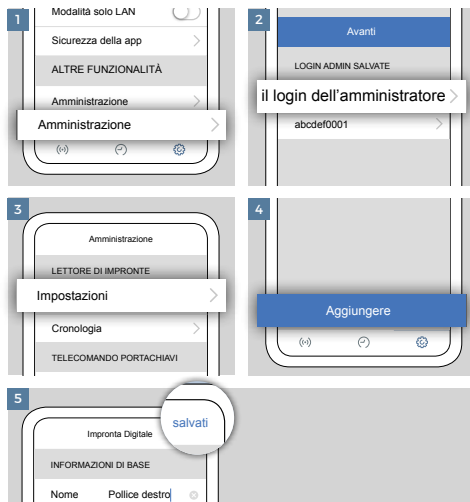 1
Modalità solo LAN
Sicurezza della app
ALTRE FUNZIONALITÀ
Amministrazione
Amministrazione
2
Avanti
LOGIN ADMIN SALVATE
il login dell'amministratore
abcdef0001
3
Amministrazione
LETTORE DI IMPRONTE
Impostazioni
Cronologia
TELECOMANDO PORTACHIAVI
4
Aggiungere
5
salvati
Impronta Digitale
INFORMAZIONI DI BASE
Nome Pollice destro